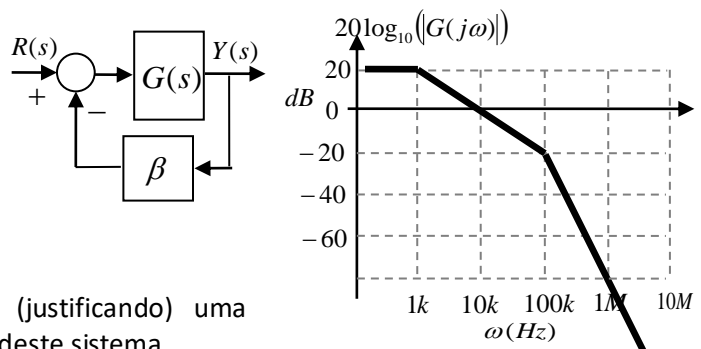 R(s)
+
−
G(s)
Y(s)
β
20log₁₀(|G(jω)|)
dB
20
0
−20
−40
−60
1k 10k 100k 1M 10M
ω(Hz)
(justificando) uma
deste sistema